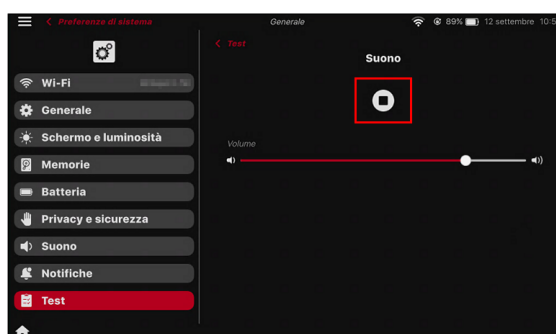 Preferenze di sistema
Generale
89%
12 settembre
Test
Suono
Wi-Fi
Generale
Schermo e luminosità
Volume
Memorie
Batteria
Privacy e sicurezza
Suono
Notifiche
Test